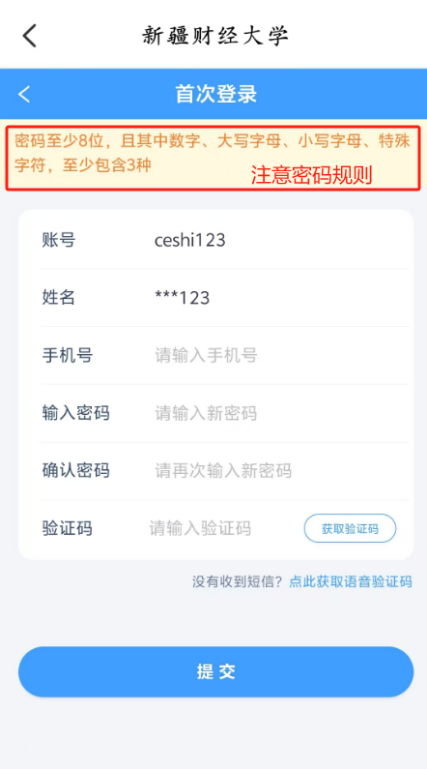 新疆财经大学
首次登录
密码至少8位，且其中数字、大写字母、小写字母、特殊
字符，至少包含3种
注意密码规则
账号 ceshi123
姓名 ***123
手机号 请输入手机号
输入密码 请输入新密码
确认密码 请再次输入新密码
验证码 请输入验证码 获取验证码
没有收到短信？点此获取语音验证码
提交